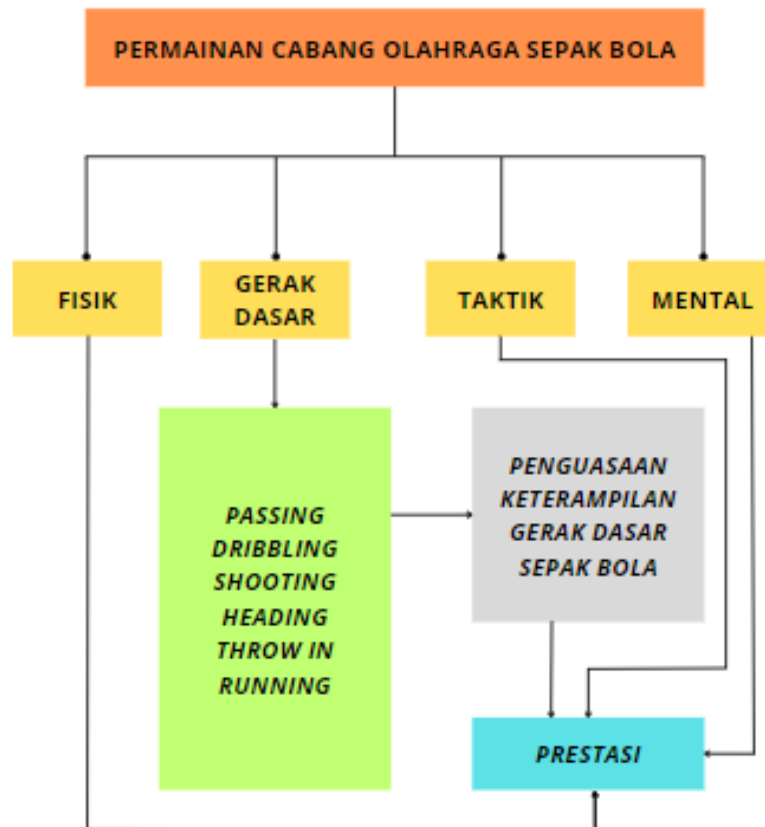 PERMAINAN CABANG OLAHRAGA SEPAK BOLA
FISIK
GERAK
DASAR
TAKTIK
MENTAL
PASSING
DRIBBLING
SHOOTING
HEADING
THROW IN
RUNNING
PENGUASAAN
KETERAMPILAN
GERAK DASAR
SEPAK BOLA
PRESTASI